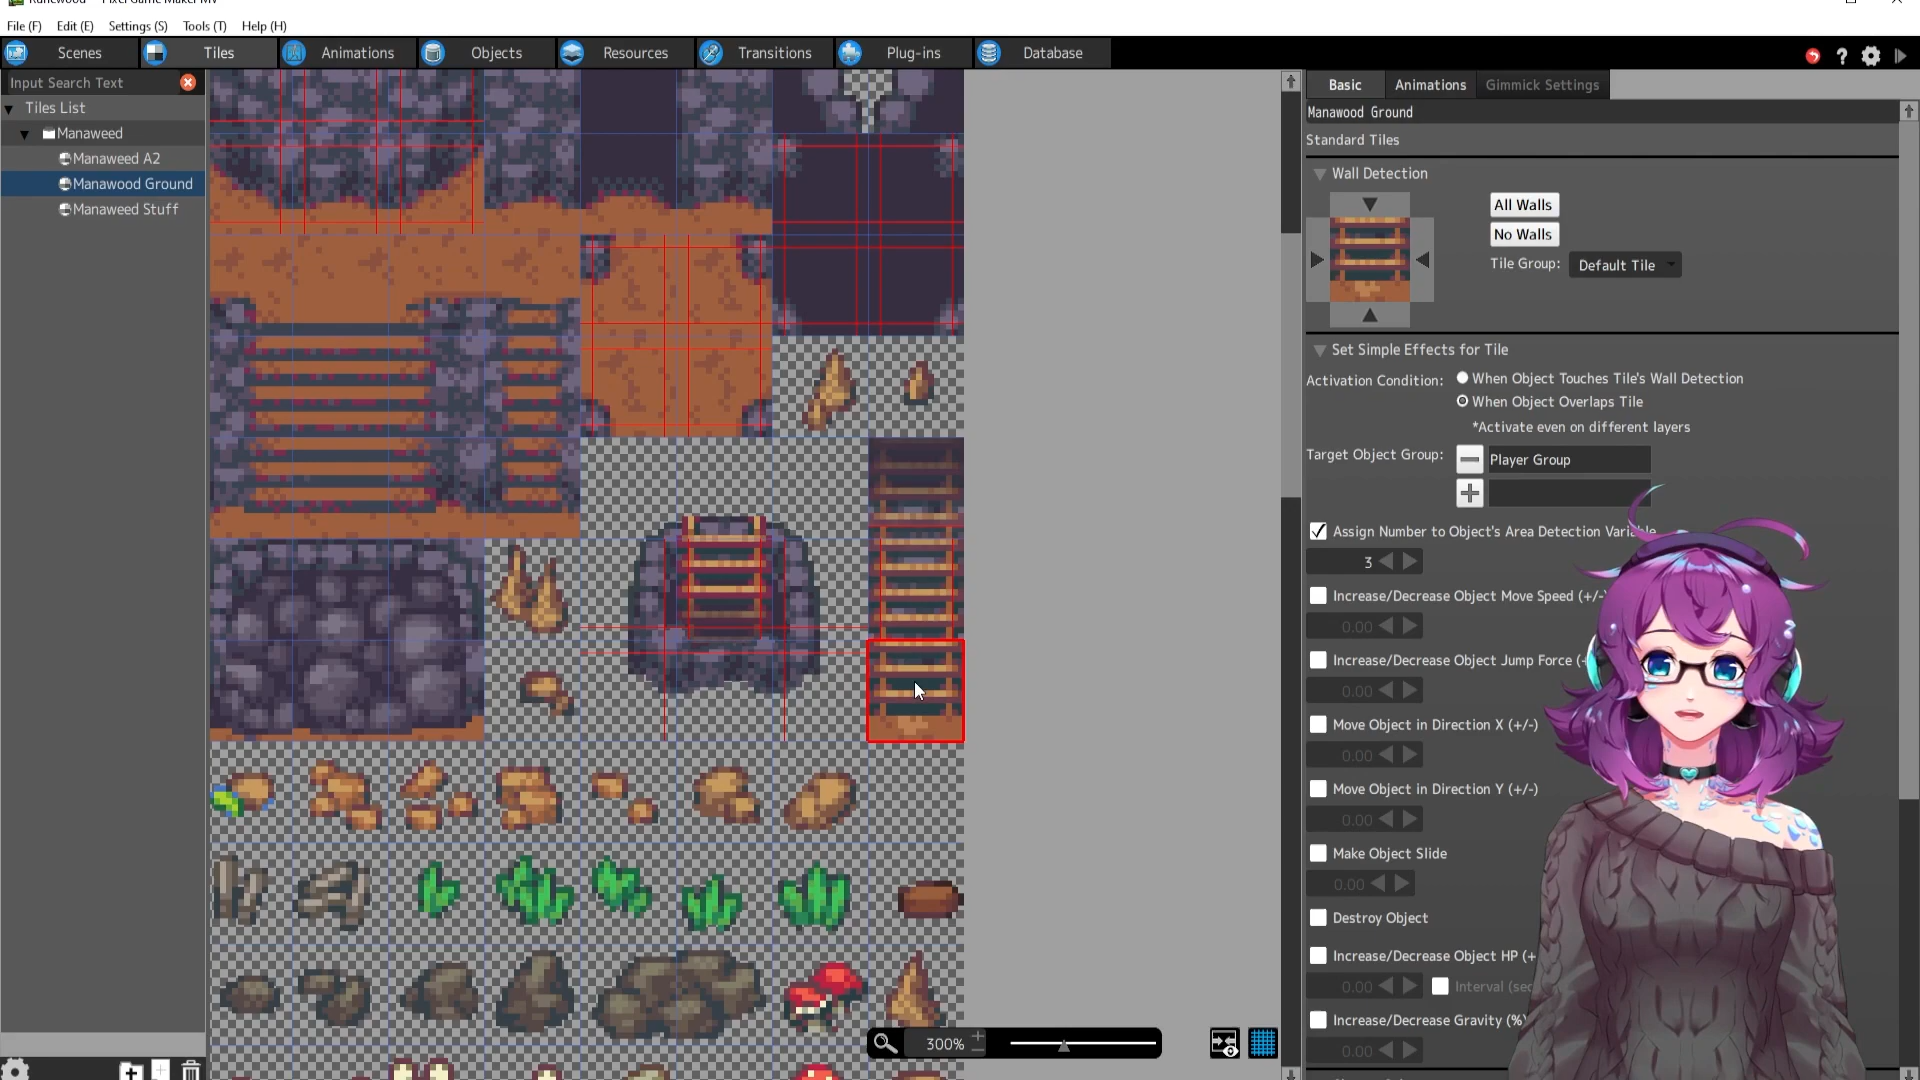 File (F) Edit (E) Settings (S) Tools (T) Help (H)
Scenes Tiles Animations Objects Resources Transitions Plug-ins Database
Input Search Text
Tiles List
Manaweed
Manaweed A2
Manawood Ground
Manaweed Stuff
Basic Animations Gimmick Settings
Manawood Ground
Standard Tiles
Wall Detection
All Walls
No Walls
Tile Group: Default Tile
Set Simple Effects for Tile
Activation Condition: When Object Touches Tile's Wall Detection
When Object Overlaps Tile
*Activate even on different layers
Target Object Group: Player Group
Assign Number to Object's Area Detection
3
Increase/Decrease Object Move Speed (+/-
0.00
Increase/Decrease Object Jump Force (
0.00
Move Object in Direction X (+/-)
0.00
Move Object in Direction Y (+/-)
0.00
Make Object Slide
0.00
Destroy Object
Increase/Decrease Object HP (+
0.00 Interval (sec
Increase/Decrease Gravity (%)
0.00
300%